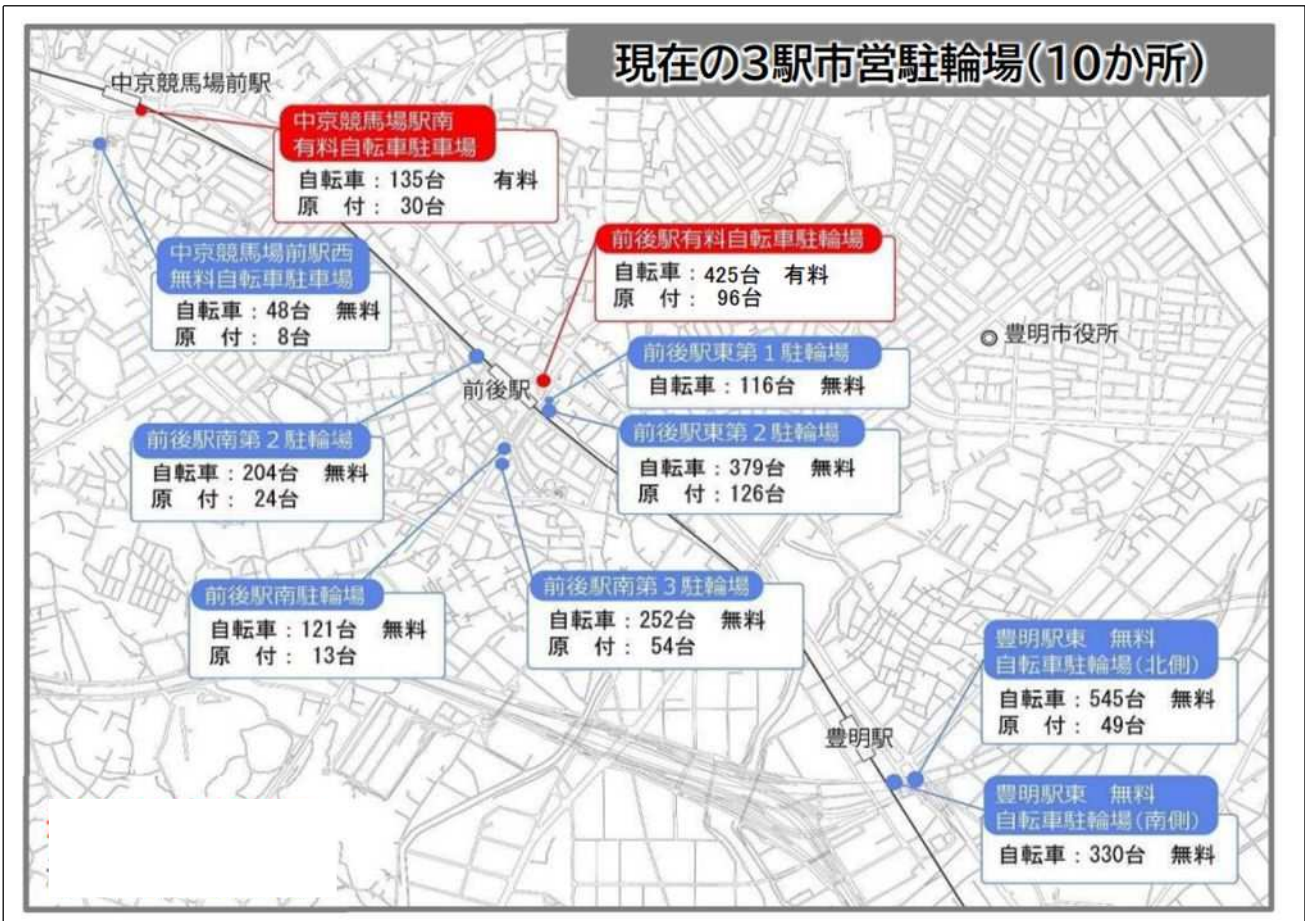 現在の3駅市営駐輪場(10か所)
中京競馬場前駅
中京競馬場駅南
有料自転車駐車場
自転車：135台　有料
原　付： 30台
中京競馬場前駅西
無料自転車駐車場
自転車：48台　無料
原　付： 8台
前後駅有料自転車駐輪場
自転車：425台　有料
原　付： 96台
豊明市役所
前後駅東第１駐輪場
自転車：116台　無料
前後駅
前後駅東第２駐輪場
自転車：379台　無料
原　付：126台
前後駅南第２駐輪場
自転車：204台　無料
原　付： 24台
前後駅南駐輪場
自転車：121台　無料
原　付： 13台
前後駅南第３駐輪場
自転車：252台　無料
原　付： 54台
豊明駅
豊明駅東　無料
自転車駐輪場(北側)
自転車：545台　無料
原　付： 49台
豊明駅東　無料
自転車駐輪場(南側)
自転車：330台　無料